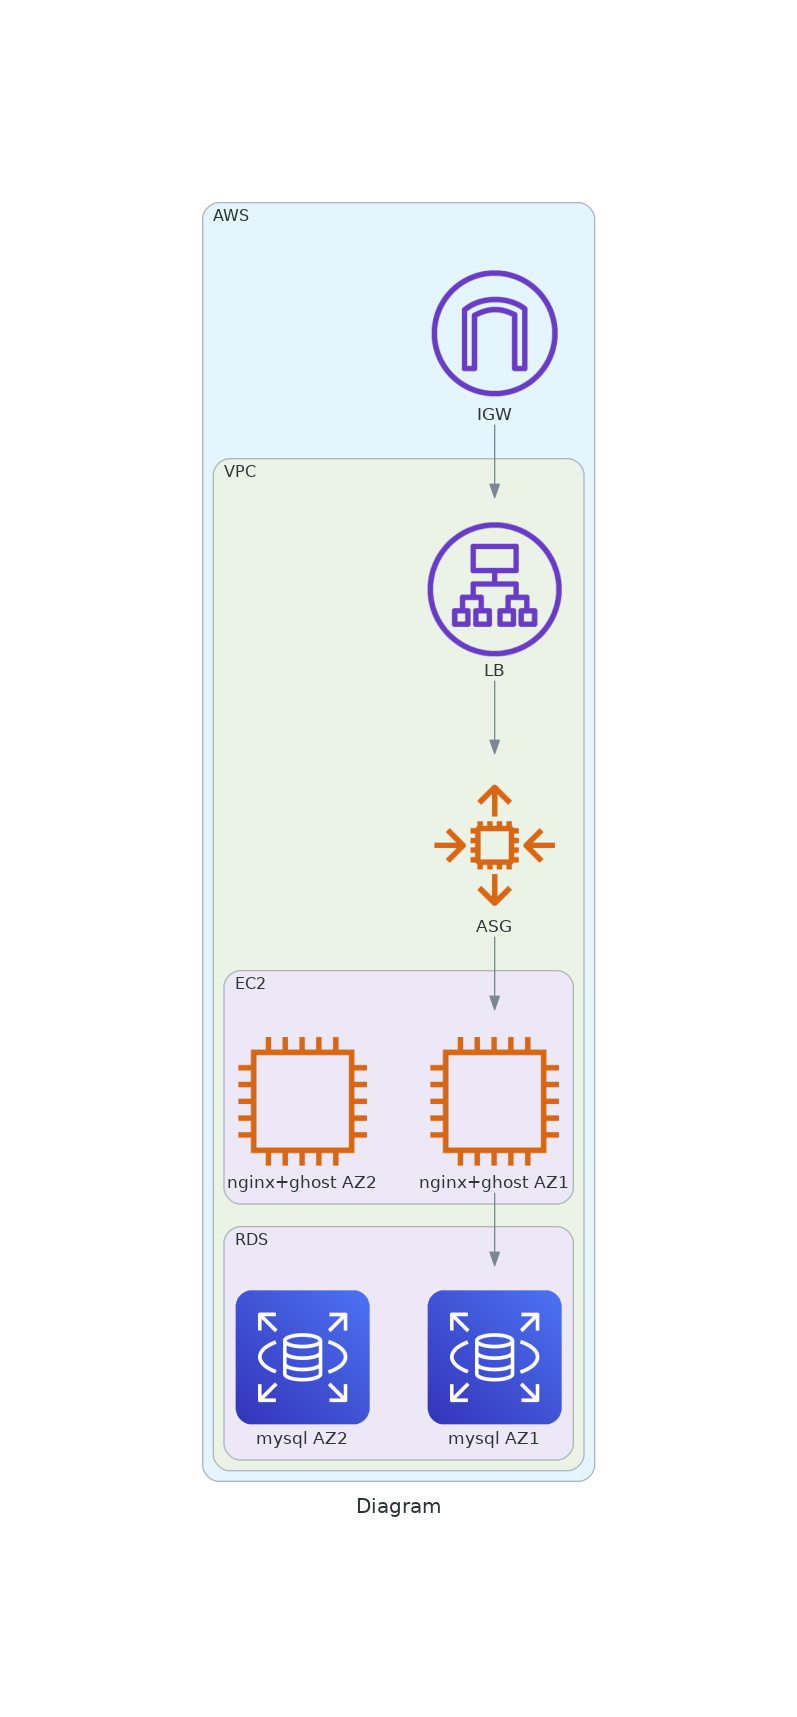 AWS
IGW
VPC
LB
ASG
EC2
nginx+ghost AZ2
nginx+ghost AZ1
RDS
mysql AZ2
mysql AZ1
Diagram